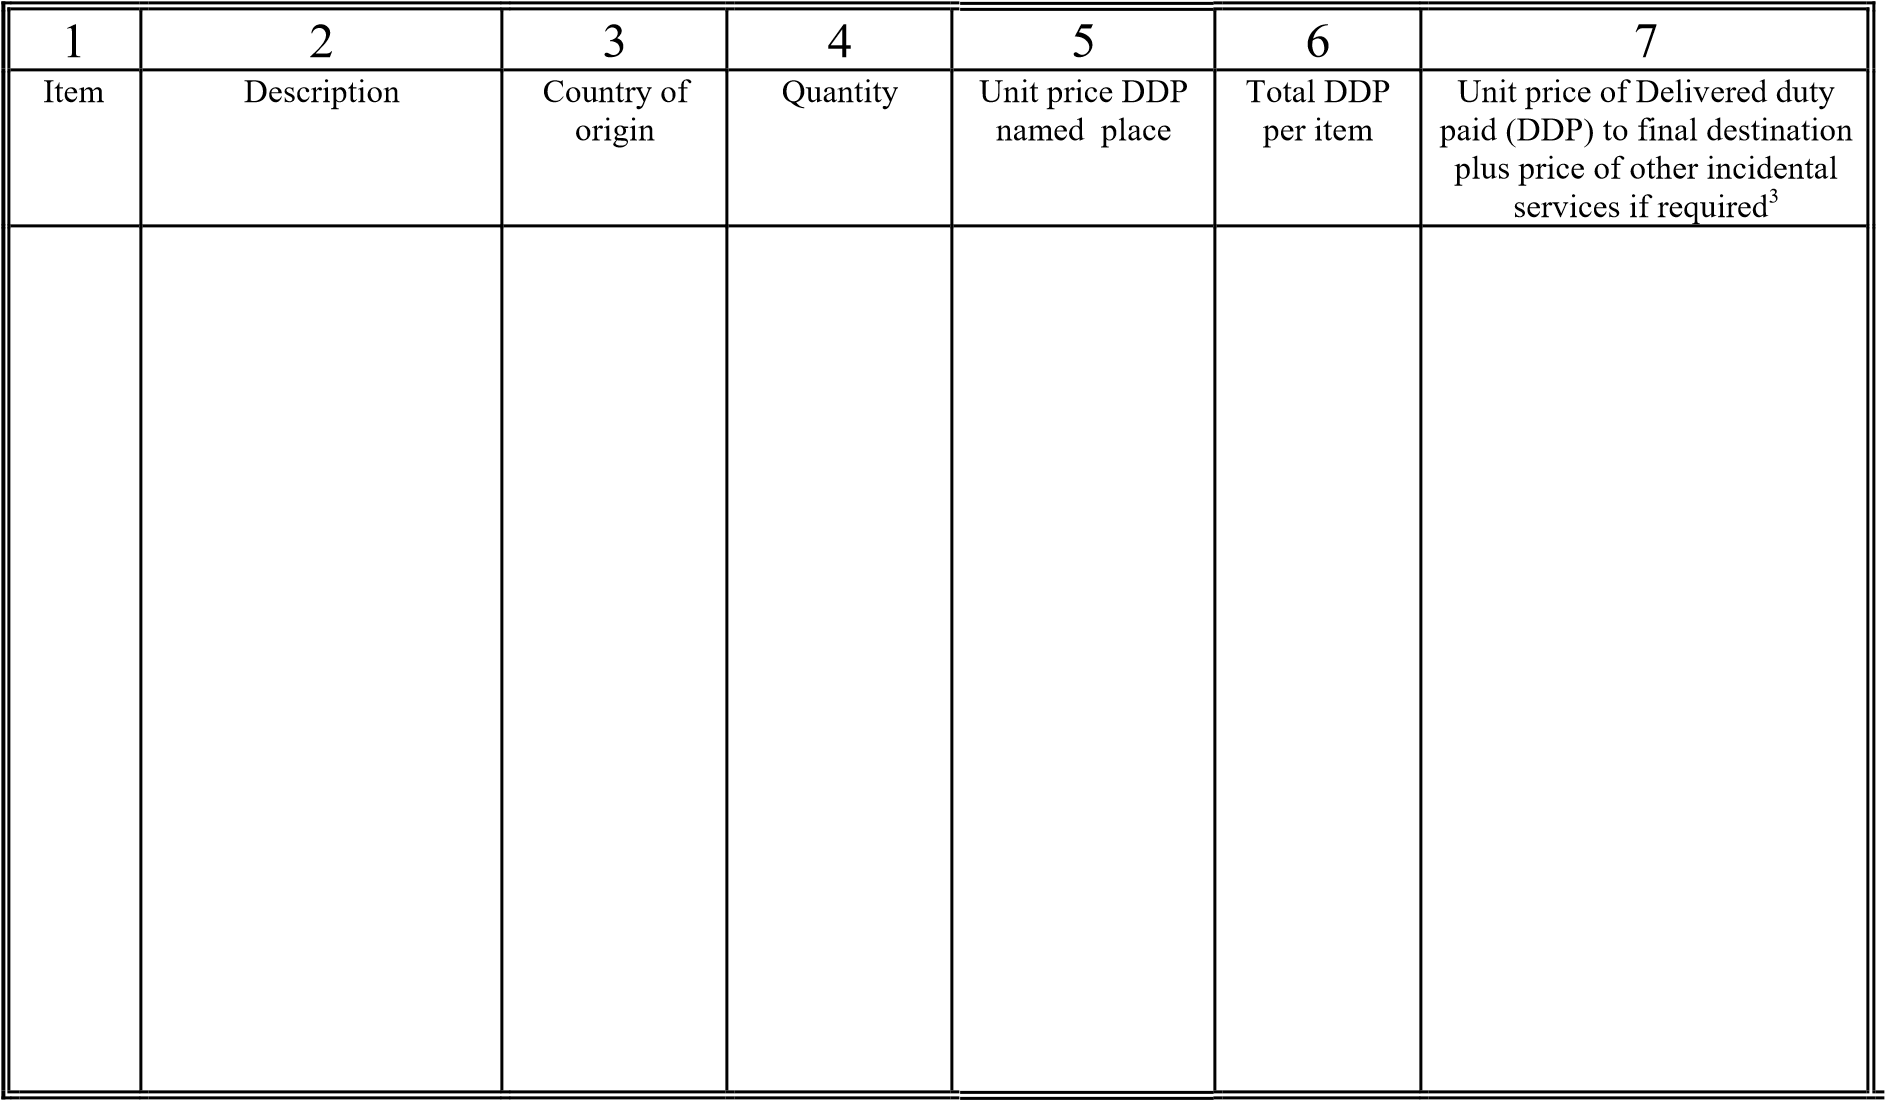 1 2 3 4 5 6 7
Item Description Country of origin Quantity Unit price DDP named place Total DDP per item Unit price of Delivered duty paid (DDP) to final destination plus price of other incidental services if required³